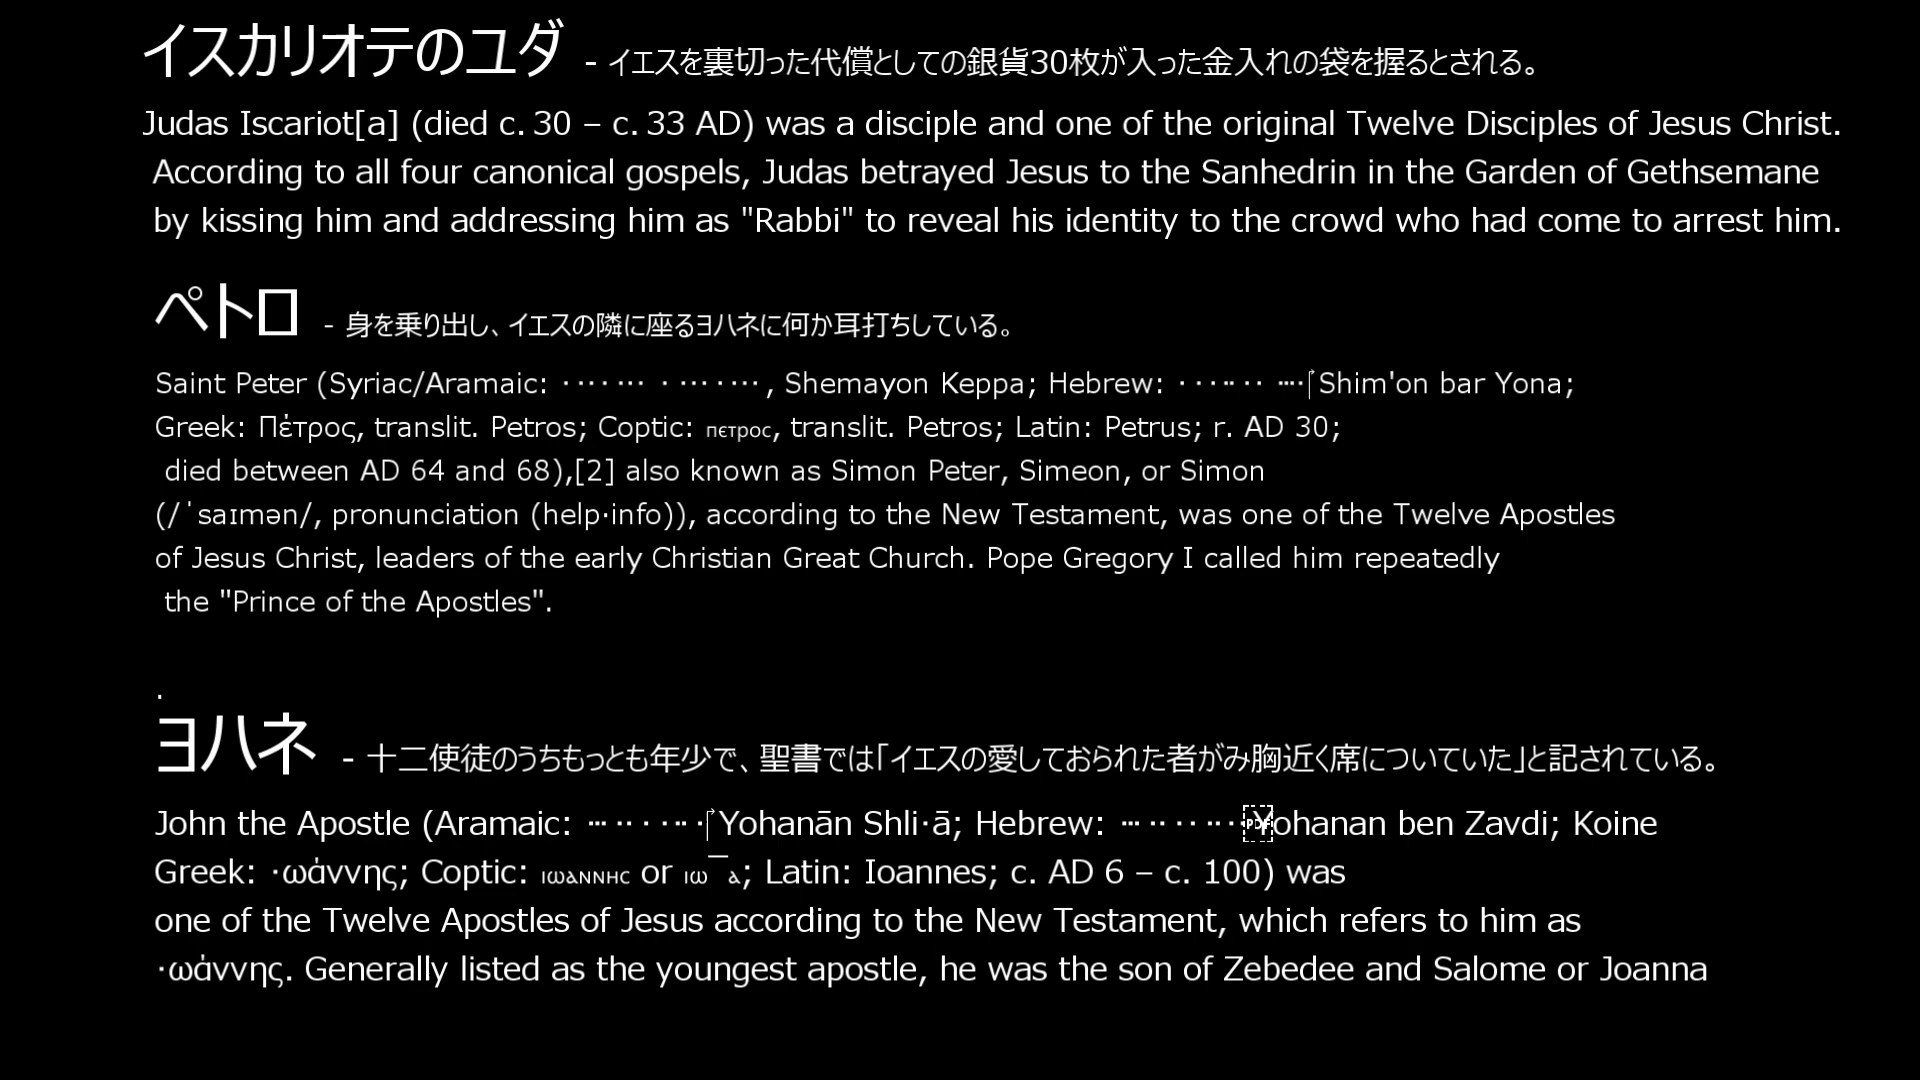 イスカリオテのユダ - イエスを裏切った代償としての銀貨30枚が入った金入れの袋を握るとされる。
Judas Iscariot[a] (died c. 30 – c. 33 AD) was a disciple and one of the original Twelve Disciples of Jesus Christ.
According to all four canonical gospels, Judas betrayed Jesus to the Sanhedrin in the Garden of Gethsemane
by kissing him and addressing him as "Rabbi" to reveal his identity to the crowd who had come to arrest him.
ペトロ - 身を乗り出し、イエスの隣に座るヨハネに何か耳打ちしている。
Saint Peter (Syriac/Aramaic: ········· ········, Shemayon Keppa; Hebrew: ······· ····Shim'on bar Yona;
Greek: Πέτρος, translit. Petros; Coptic: ⲡⲉⲧⲣⲟⲥ, translit. Petros; Latin: Petrus; r. AD 30;
died between AD 64 and 68),[2] also known as Simon Peter, Simeon, or Simon
(/ˈsaɪmən/, pronunciation (help·info)), according to the New Testament, was one of the Twelve Apostles
of Jesus Christ, leaders of the early Christian Great Church. Pope Gregory I called him repeatedly
the "Prince of the Apostles".
.
ヨハネ - 十二使徒のうちもっとも年少で、聖書では「イエスの愛しておられた者がみ胸近く席についていた」と記されている。
John the Apostle (Aramaic: ··· ·· · ··· ·Yohanān Shli·ā; Hebrew: ··· ·· ·· ··· ·Yohanan ben Zavdi; Koine
Greek: ·ωάννης; Coptic: ⲓⲱⲁⲛⲛⲏⲥ or ⲓⲱ¯ⲁ; Latin: Ioannes; c. AD 6 – c. 100) was
one of the Twelve Apostles of Jesus according to the New Testament, which refers to him as
·ωάννης. Generally listed as the youngest apostle, he was the son of Zebedee and Salome or Joanna